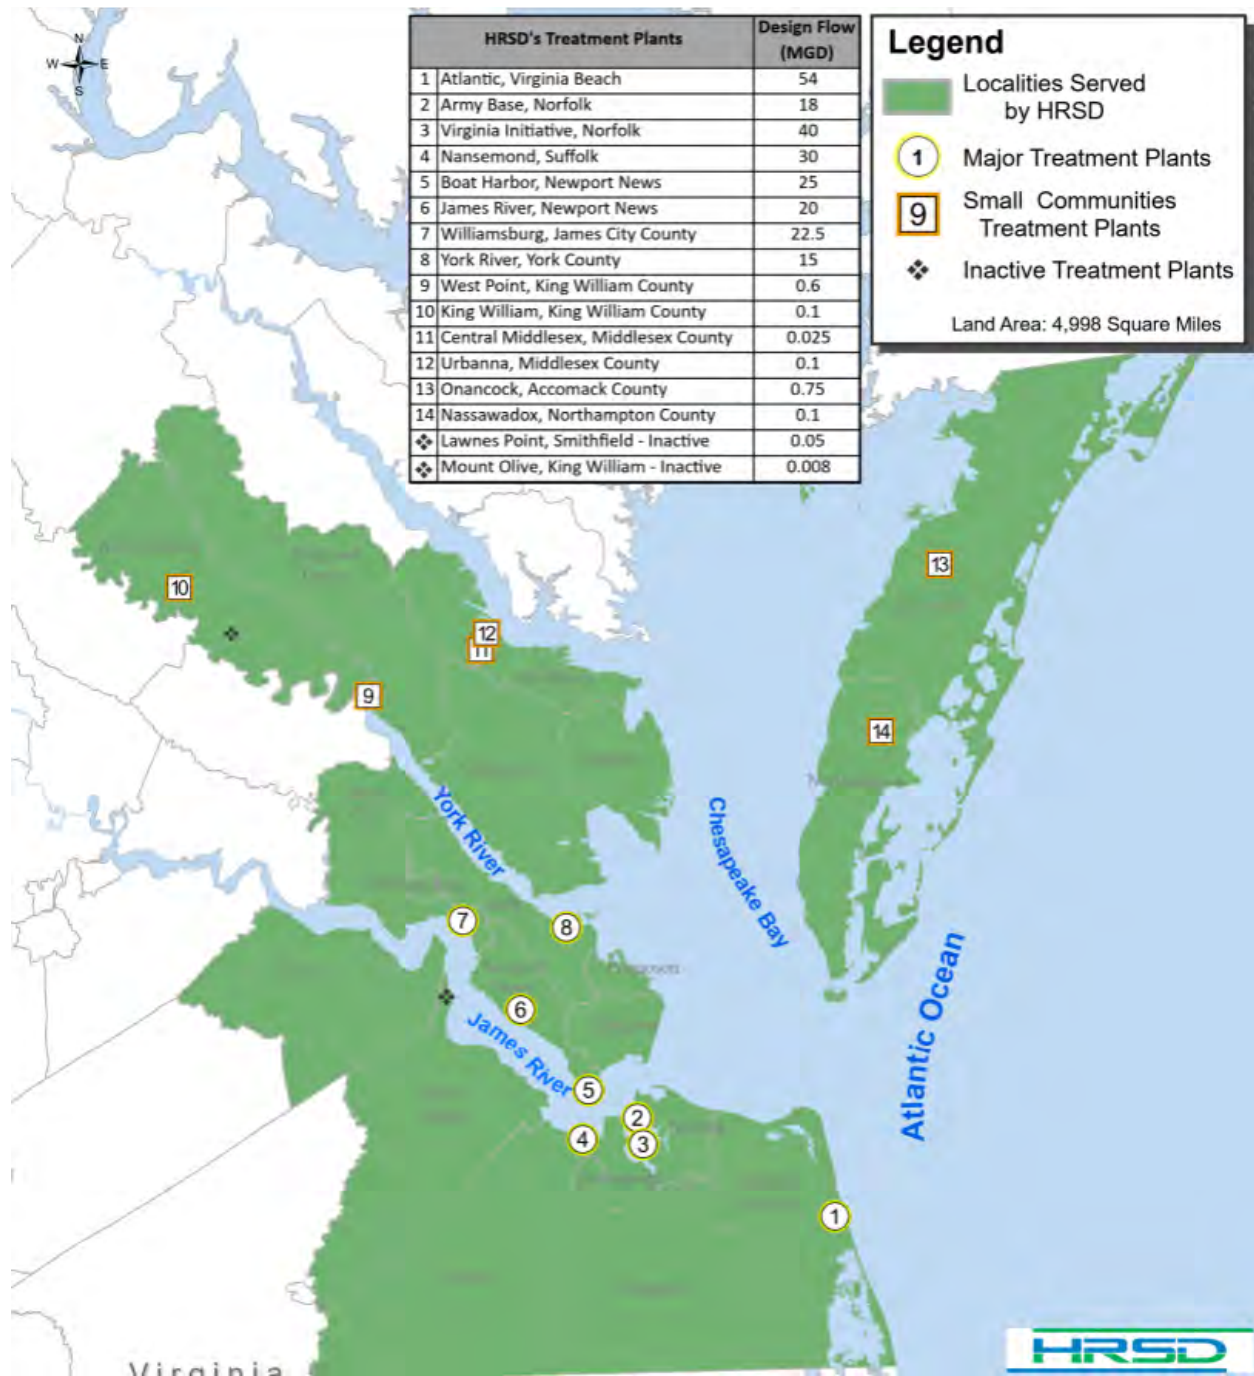 N
W E
S
HRSD's Treatment Plants Design Flow (MGD)
1 Atlantic, Virginia Beach 54
2 Army Base, Norfolk 18
3 Virginia Initiative, Norfolk 40
4 Nansemond, Suffolk 30
5 Boat Harbor, Newport News 25
6 James River, Newport News 20
7 Williamsburg, James City County 22.5
8 York River, York County 15
9 West Point, King William County 0.6
10 King William, King William County 0.1
11 Central Middlesex, Middlesex County 0.025
12 Urbanna, Middlesex County 0.1
13 Onancock, Accomack County 0.75
14 Nassawadox, Northampton County 0.1
❖ Lawnes Point, Smithfield - Inactive 0.05
❖ Mount Olive, King William - Inactive 0.008
Legend
Localities Served
by HRSD
1 Major Treatment Plants
9 Small Communities
Treatment Plants
❖ Inactive Treatment Plants
Land Area: 4,998 Square Miles
13
10
12
11
9
14
York River
Chesapeake Bay
7
8
Atlantic Ocean
6
James River
5
2
4
3
1
HRSD
Virginia